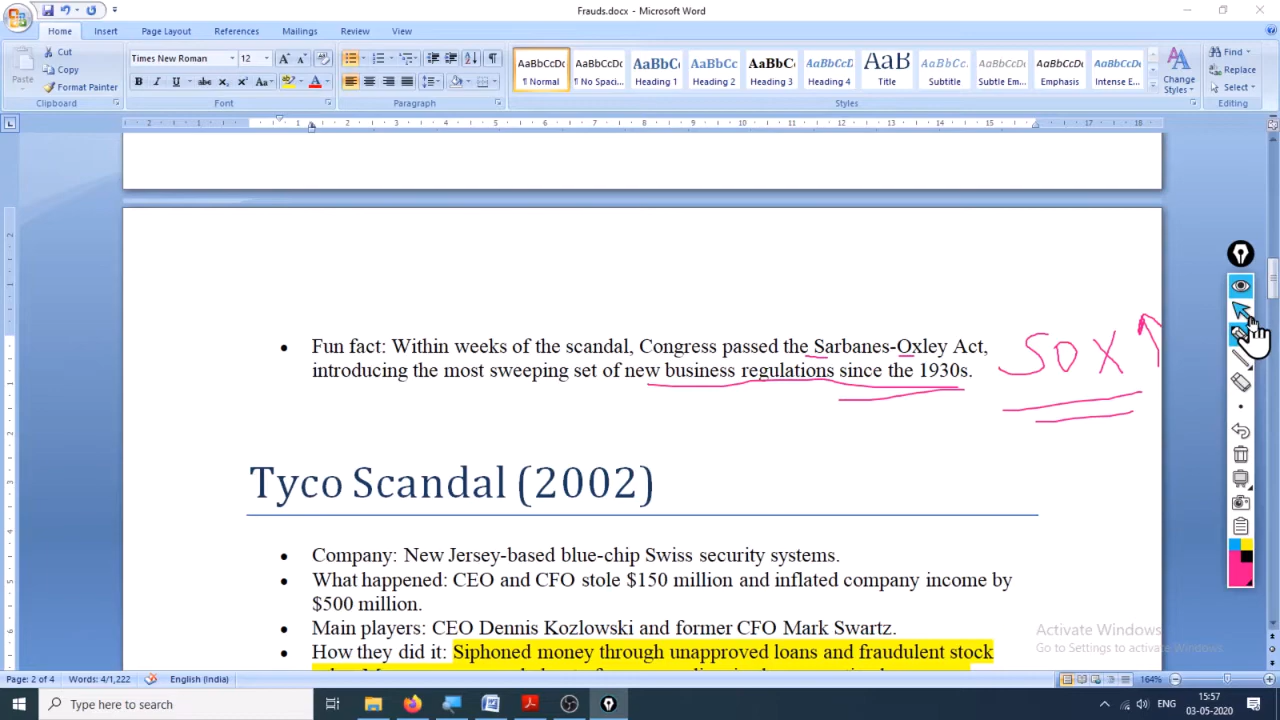 Frauds.docx - Microsoft Word
Home Insert Page Layout References Mailings Review View
Cut
Copy
Paste
Format Painter
Clipboard
Times New Roman 12
Font
Paragraph
AaBbCcDc AaBbCcDc AaBbC AaBbCc AaBbCc AaBbCcD AaB AaBbCc. AaBbCcDc AaBbCcDc AaBbCcDc
¶ Normal ¶ No Spaci... Heading 1 Heading 2 Heading 3 Heading 4 Title Subtitle Subtle Em... Emphasis Intense E...
Styles
Change Styles
Find
Replace
Select
Editing
• Fun fact: Within weeks of the scandal, Congress passed the Sarbanes-Oxley Act,
introducing the most sweeping set of new business regulations since the 1930s.
SOX
Tyco Scandal (2002)
• Company: New Jersey-based blue-chip Swiss security systems.
• What happened: CEO and CFO stole $150 million and inflated company income by
$500 million.
• Main players: CEO Dennis Kozlowski and former CFO Mark Swartz.
• How they did it: Siphoned money through unapproved loans and fraudulent stock
Activate Windows
Go to Settings to activate Windows.
Page: 2 of 4 Words: 4/1,222 English (India) 164%
Type here to search
ENG
15:57
03-05-2020